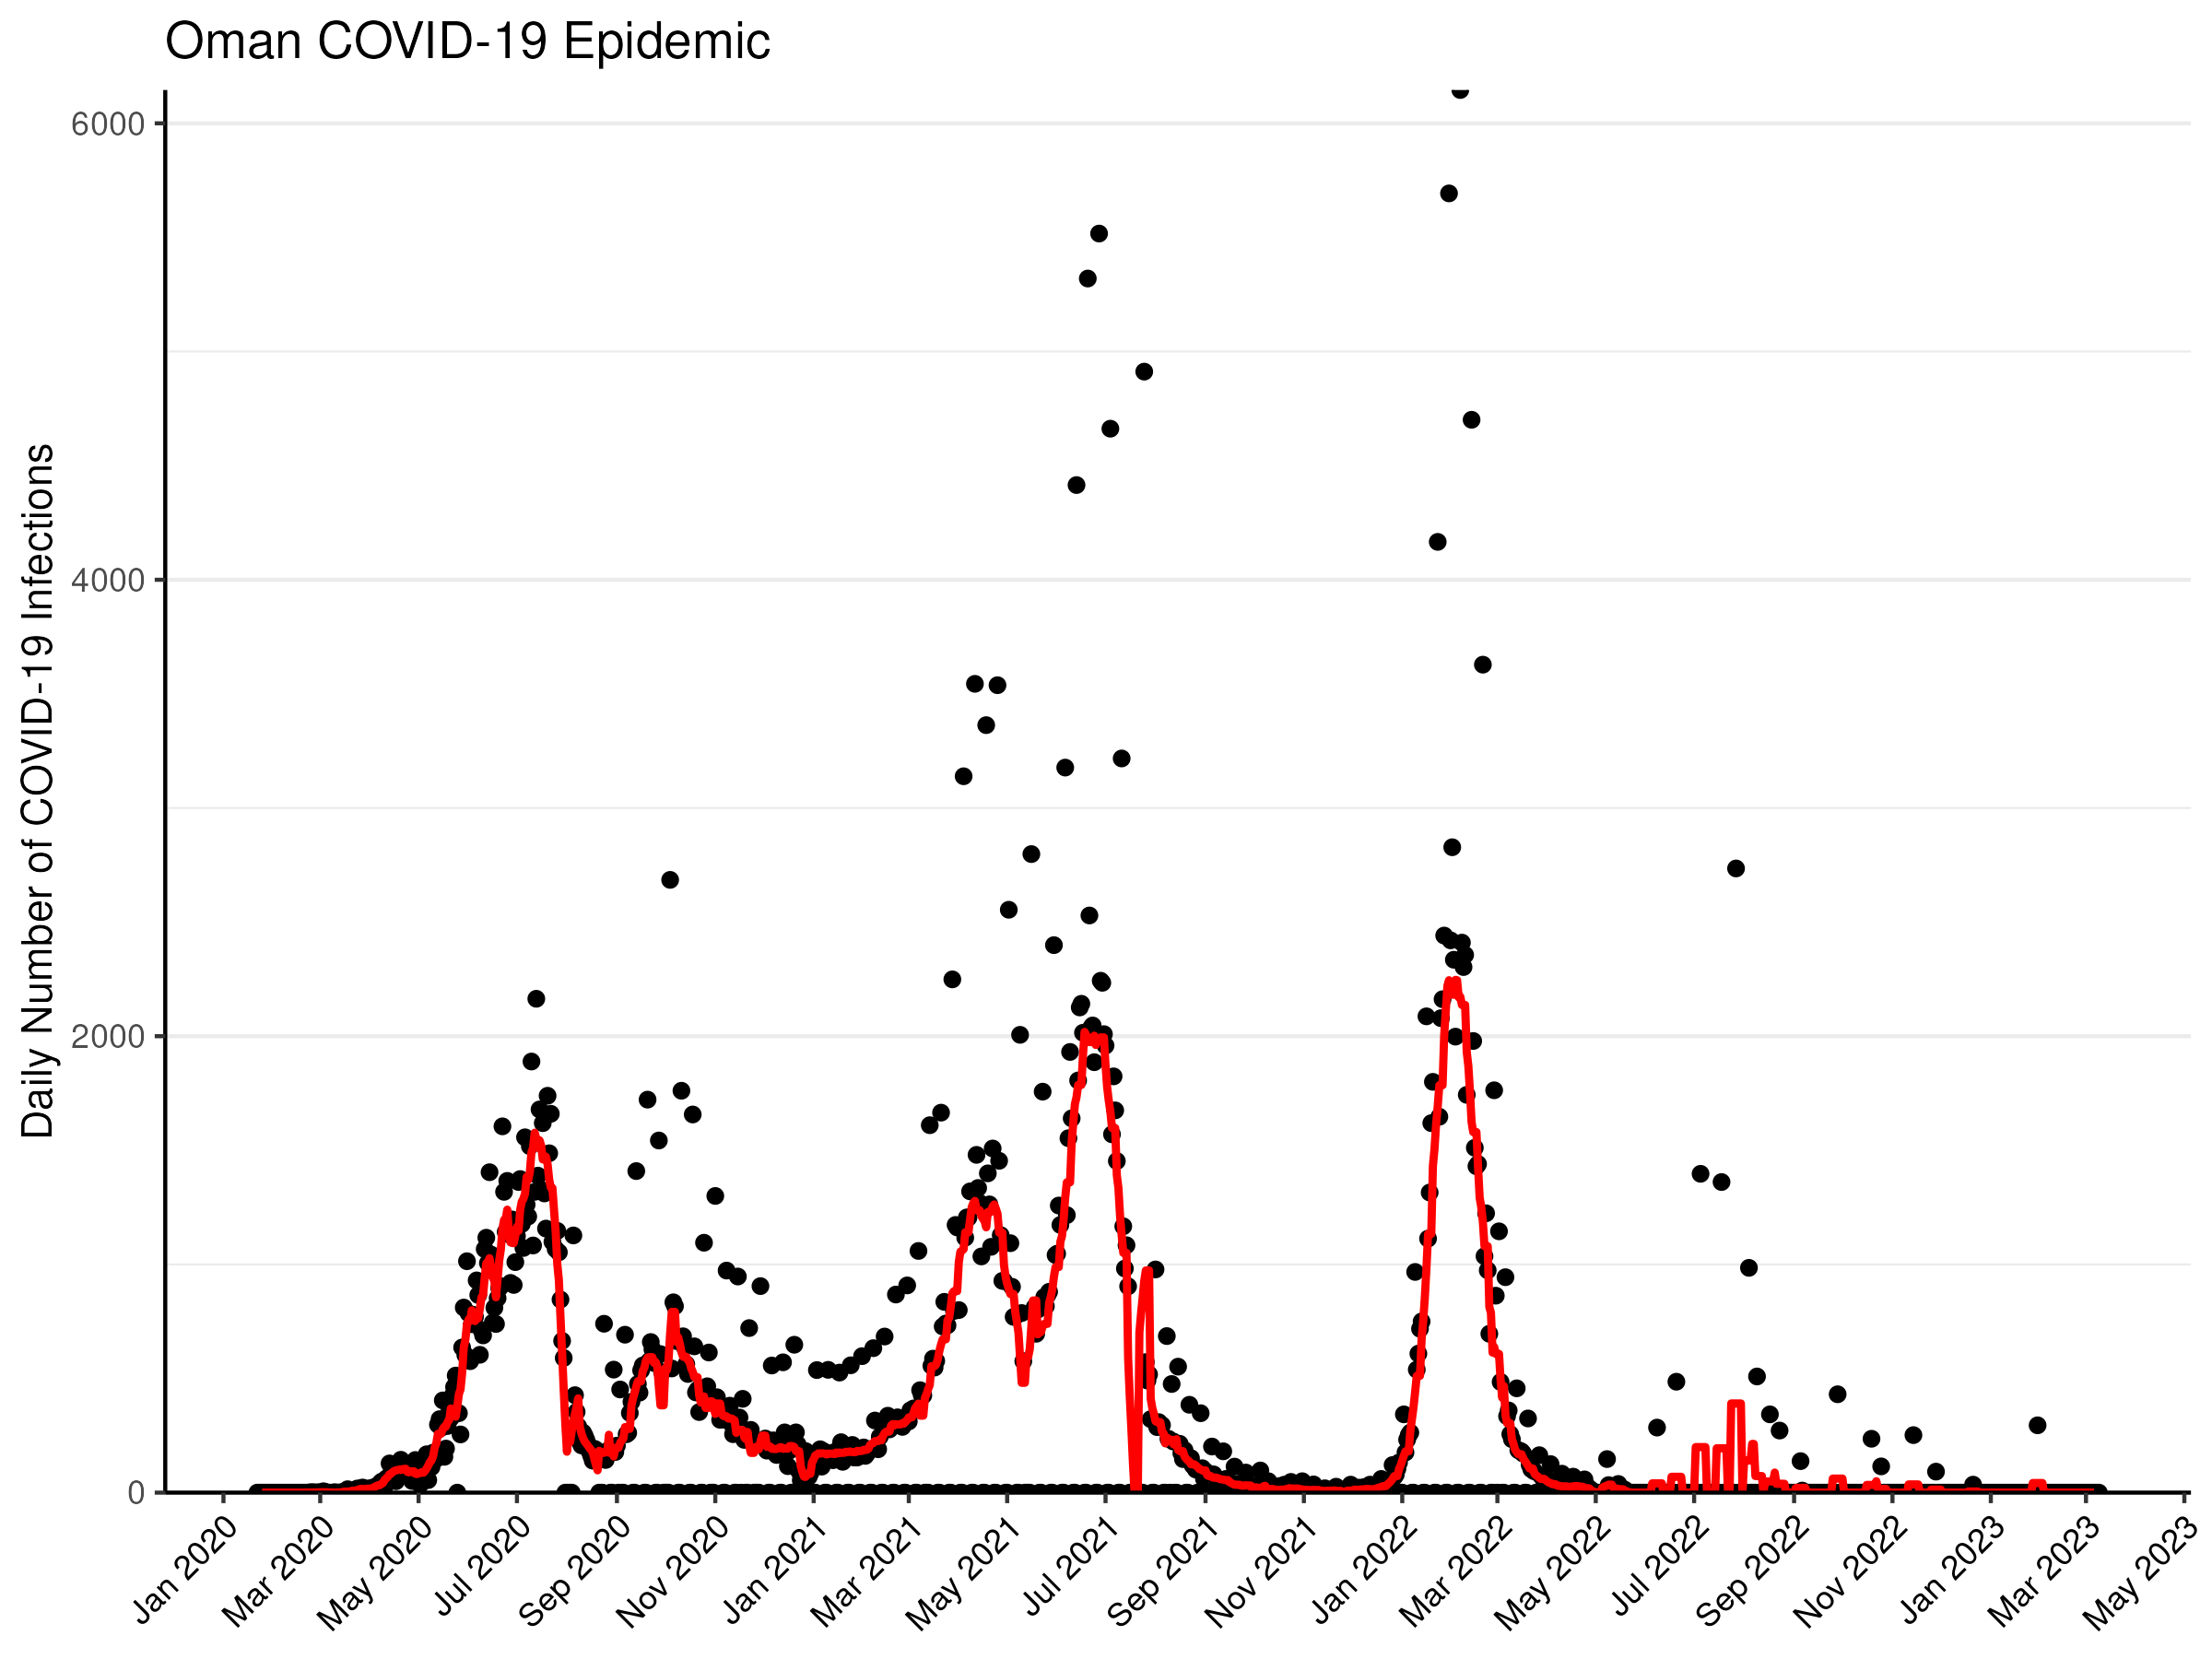 Oman COVID-19 Epidemic
Daily Number of COVID-19 Infections
6000
4000
2000
0
Jan 2020
Mar 2020
May 2020
Jul 2020
Sep 2020
Nov 2020
Jan 2021
Mar 2021
May 2021
Jul 2021
Sep 2021
Nov 2021
Jan 2022
Mar 2022
May 2022
Jul 2022
Sep 2022
Nov 2022
Jan 2023
Mar 2023
May 2023